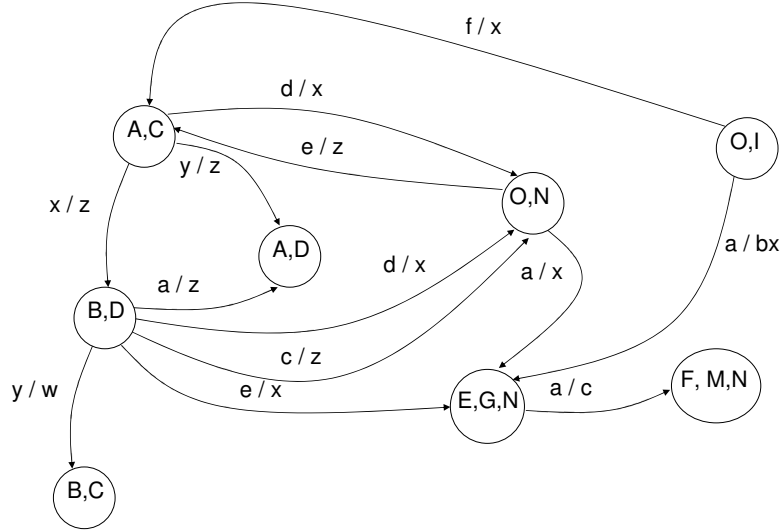 f / x
d / x
A,C
O,I
e / z
y / z
O,N
x / z
a / bx
A,D
d / x
a / x
a / z
B,D
c / z
F, M,N
y / w
e / x
a / c
E,G,N
B,C